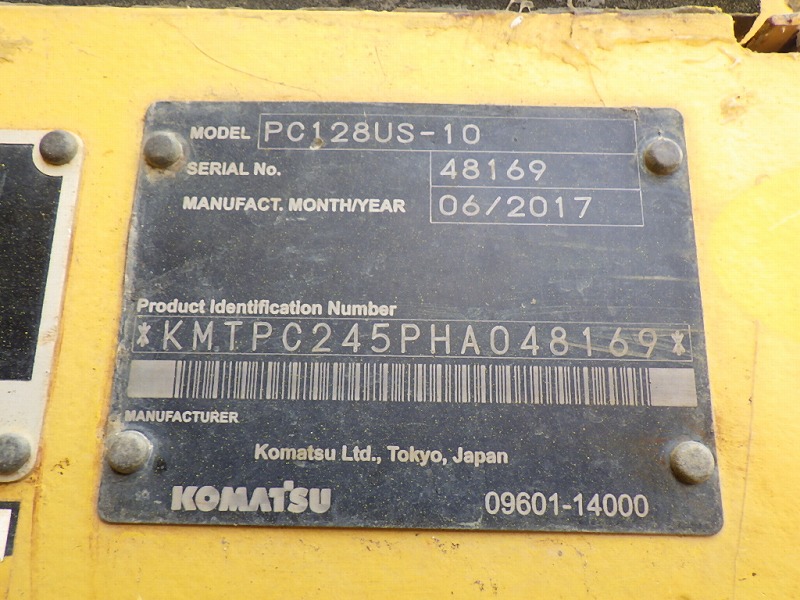 MODEL PC128US-10
SERIAL No. 48169
MANUFACT. MONTH/YEAR 06/2017
Product Identification Number
*KMTPC245PHA048169*
MANUFACTURER
Komatsu Ltd., Tokyo, Japan
KOMATSU 09601-14000